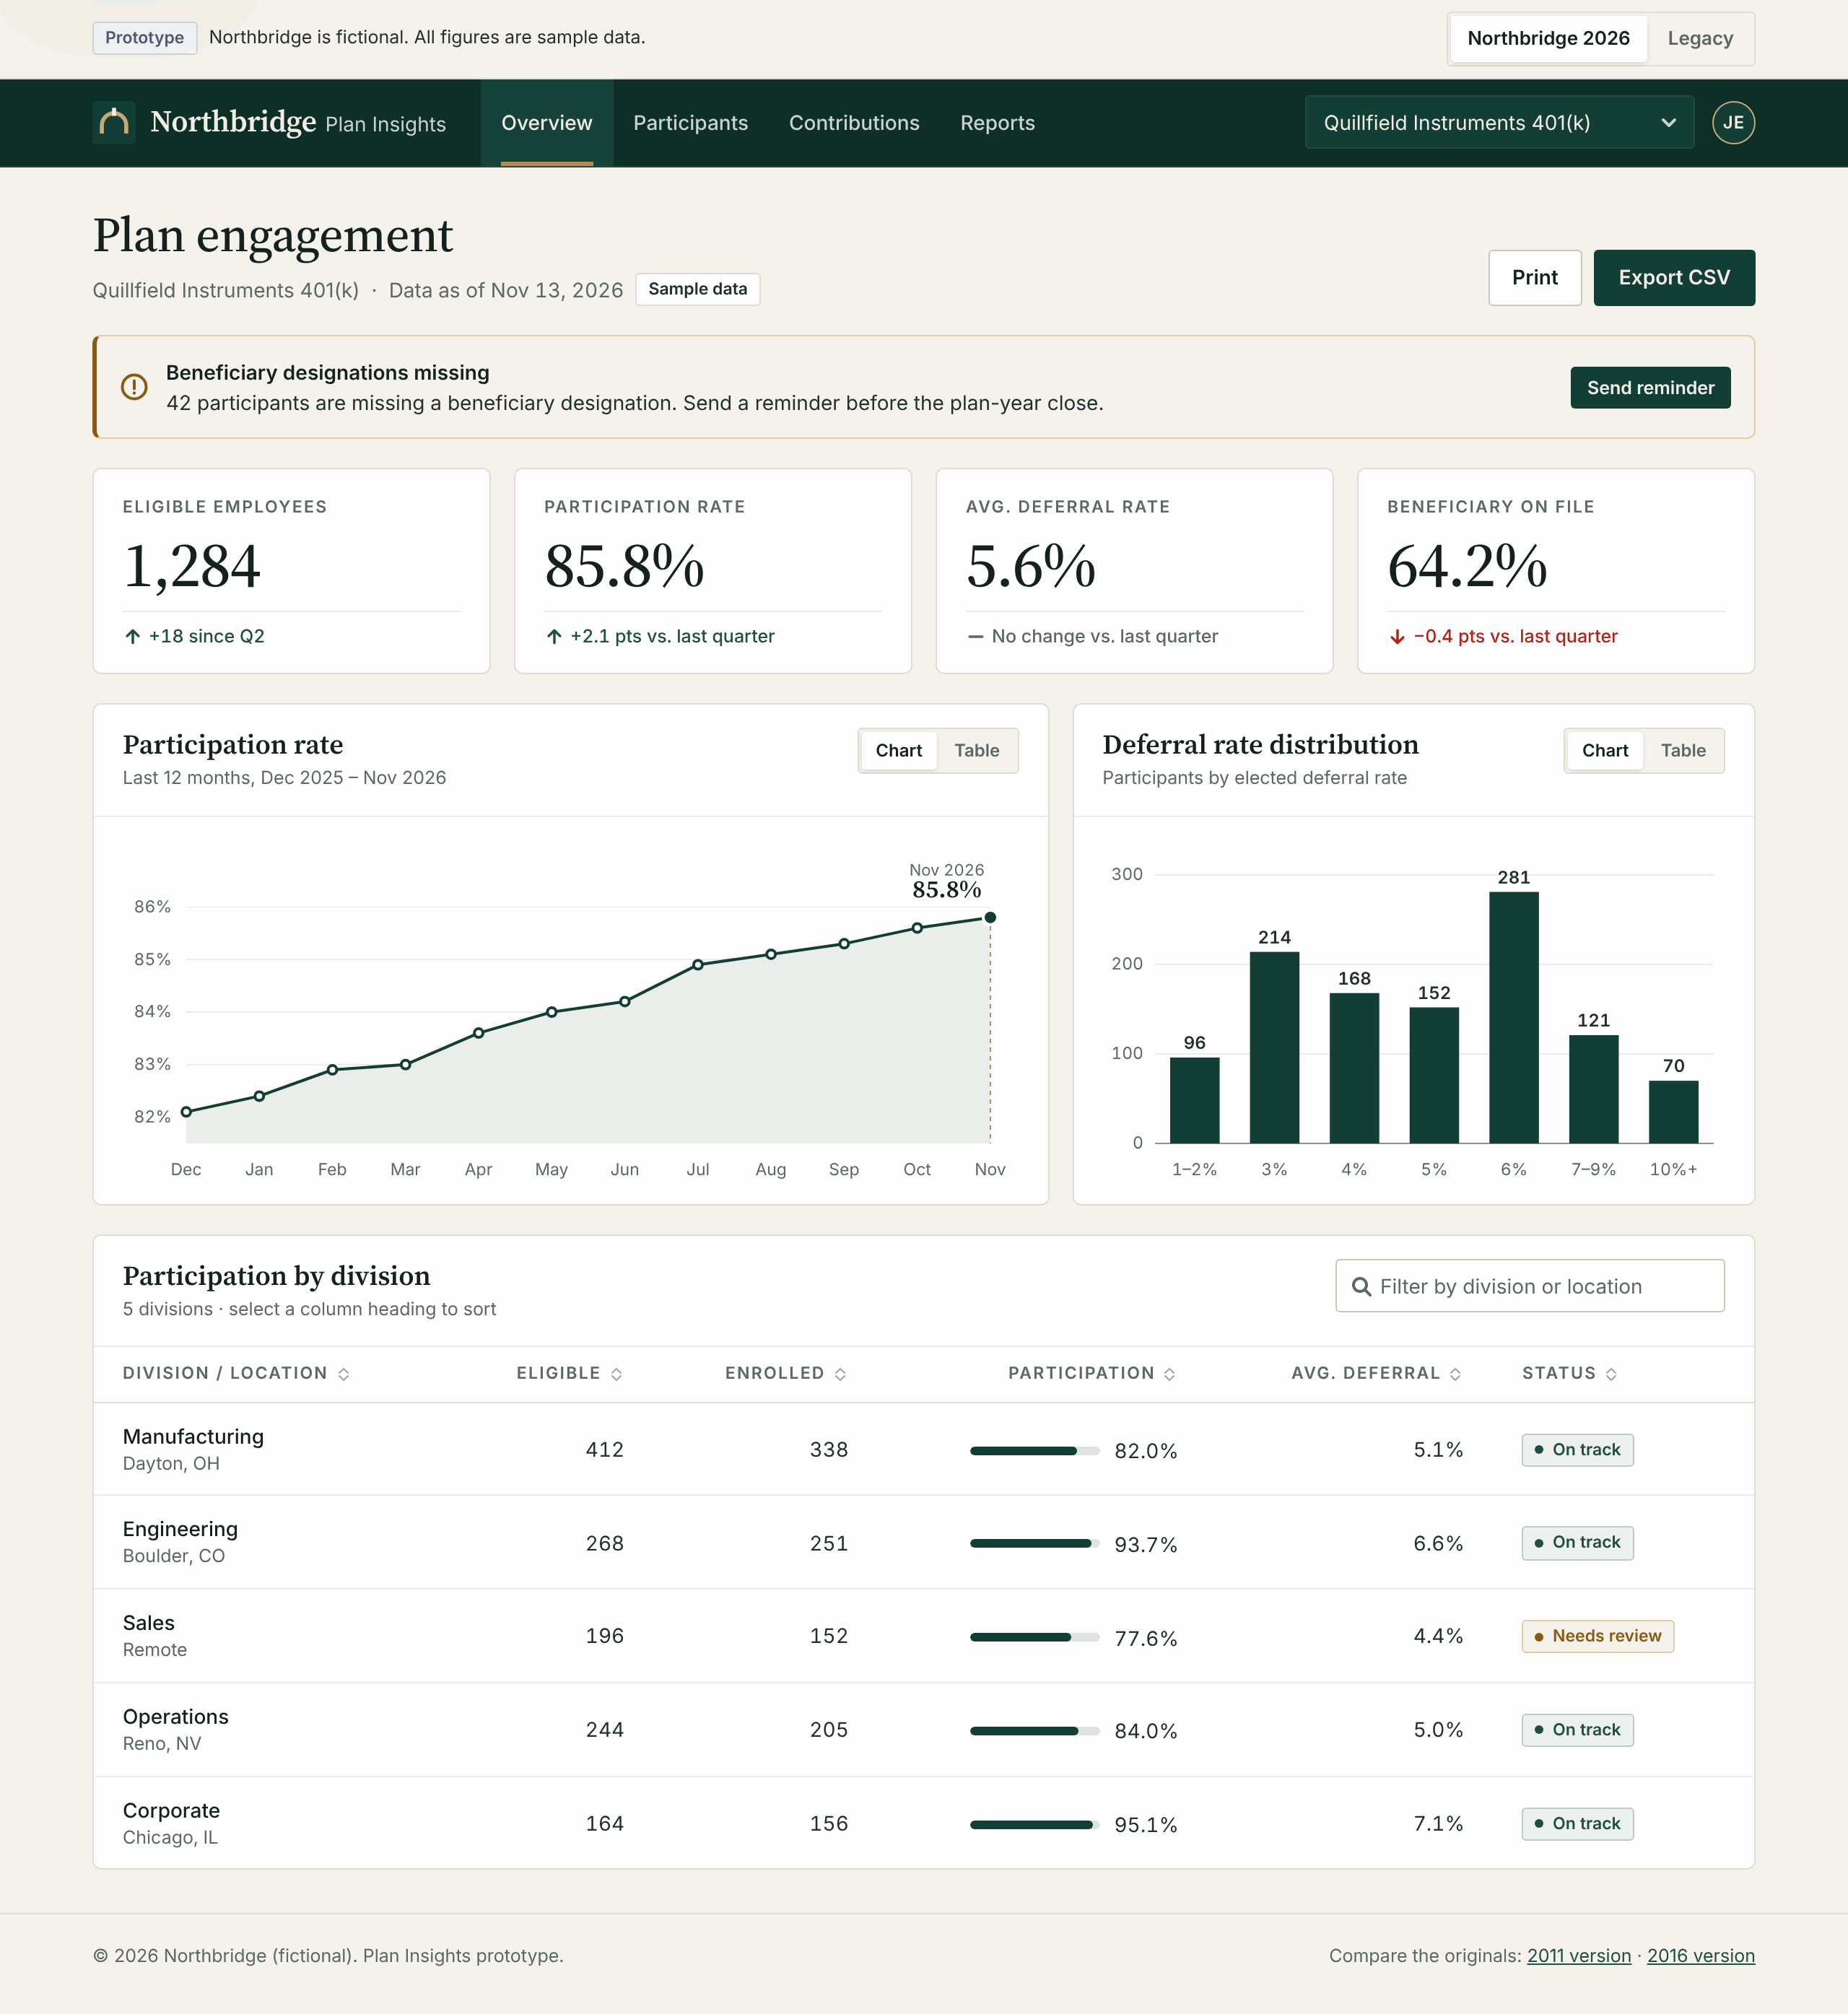 Prototype Northbridge is fictional. All figures are sample data. Northbridge 2026 Legacy
Northbridge Plan Insights Overview Participants Contributions Reports Quillfield Instruments 401(k) JE
Plan engagement
Quillfield Instruments 401(k) · Data as of Nov 13, 2026 Sample data
Print Export CSV
Beneficiary designations missing
42 participants are missing a beneficiary designation. Send a reminder before the plan-year close.
Send reminder
ELIGIBLE EMPLOYEES
1,284
+18 since Q2
PARTICIPATION RATE
85.8%
+2.1 pts vs. last quarter
AVG. DEFERRAL RATE
5.6%
No change vs. last quarter
BENEFICIARY ON FILE
64.2%
−0.4 pts vs. last quarter
Participation rate
Last 12 months, Dec 2025 – Nov 2026
Chart Table
Nov 2026
85.8%
86%
85%
84%
83%
82%
Dec Jan Feb Mar Apr May Jun Jul Aug Sep Oct Nov
Deferral rate distribution
Participants by elected deferral rate
Chart Table
300
200
100
0
96 214 168 152 281 121 70
1–2% 3% 4% 5% 6% 7–9% 10%+
Participation by division
5 divisions · select a column heading to sort
Filter by division or location
DIVISION / LOCATION ELIGIBLE ENROLLED PARTICIPATION AVG. DEFERRAL STATUS
Manufacturing
Dayton, OH
412 338 82.0% 5.1% On track
Engineering
Boulder, CO
268 251 93.7% 6.6% On track
Sales
Remote
196 152 77.6% 4.4% Needs review
Operations
Reno, NV
244 205 84.0% 5.0% On track
Corporate
Chicago, IL
164 156 95.1% 7.1% On track
© 2026 Northbridge (fictional). Plan Insights prototype.
Compare the originals: 2011 version · 2016 version